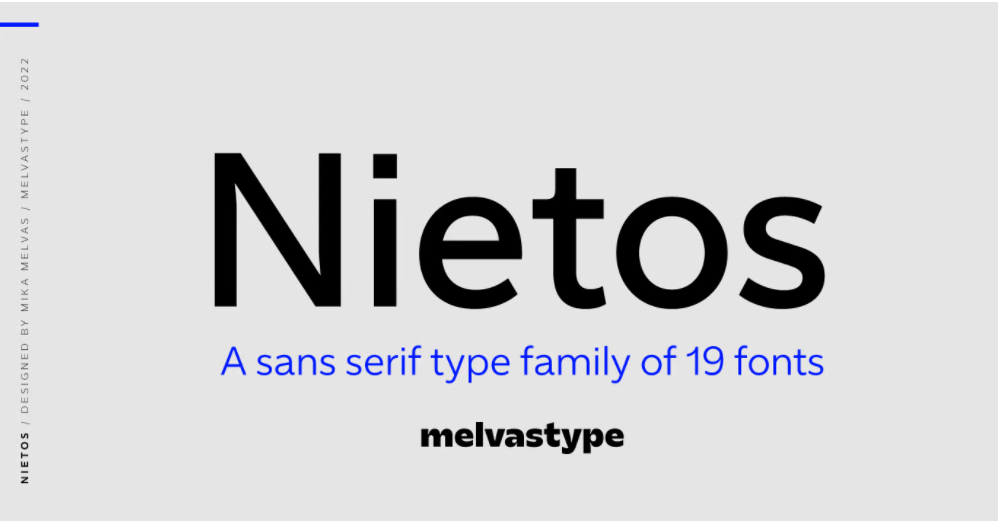 NIETOS / DESIGNED BY MIKA MELVAS / MELVASTYPE / 2022
Nietos
A sans serif type family of 19 fonts
melvastype